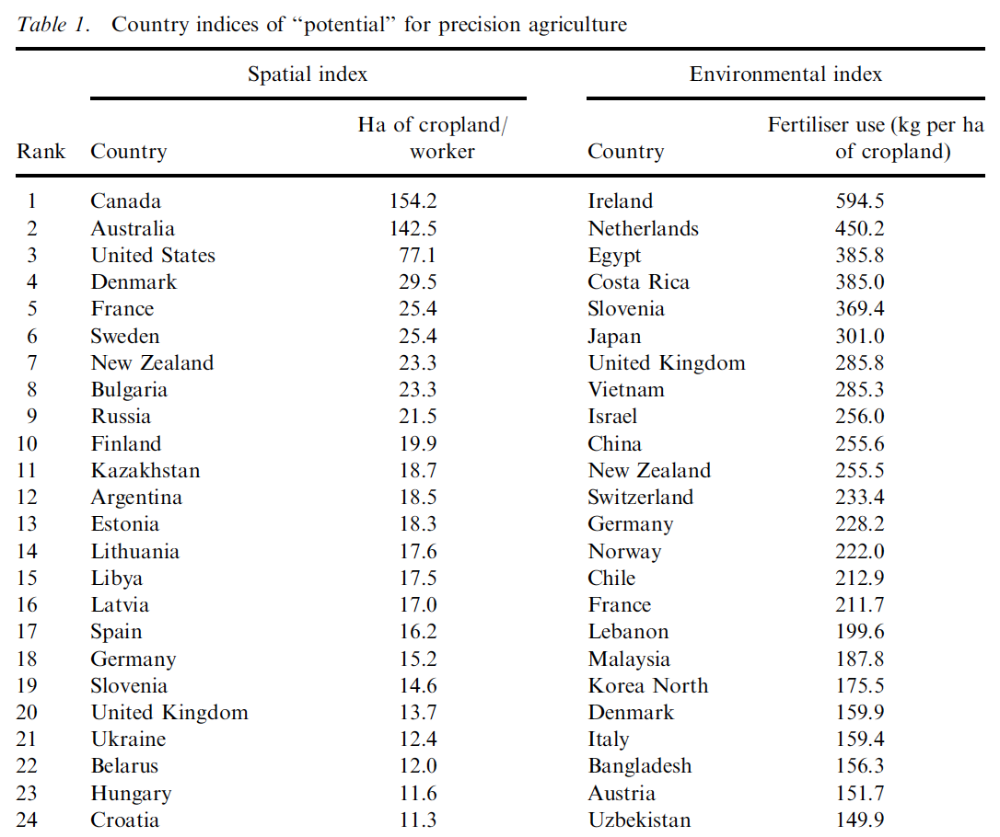 Table 1. Country indices of “potential” for precision agriculture
Spatial index Environmental index
Ha of cropland/ Fertiliser use (kg per ha
Rank Country worker Country of cropland)
1 Canada 154.2 Ireland 594.5
2 Australia 142.5 Netherlands 450.2
3 United States 77.1 Egypt 385.8
4 Denmark 29.5 Costa Rica 385.0
5 France 25.4 Slovenia 369.4
6 Sweden 25.4 Japan 301.0
7 New Zealand 23.3 United Kingdom 285.8
8 Bulgaria 23.3 Vietnam 285.3
9 Russia 21.5 Israel 256.0
10 Finland 19.9 China 255.6
11 Kazakhstan 18.7 New Zealand 255.5
12 Argentina 18.5 Switzerland 233.4
13 Estonia 18.3 Germany 228.2
14 Lithuania 17.6 Norway 222.0
15 Libya 17.5 Chile 212.9
16 Latvia 17.0 France 211.7
17 Spain 16.2 Lebanon 199.6
18 Germany 15.2 Malaysia 187.8
19 Slovenia 14.6 Korea North 175.5
20 United Kingdom 13.7 Denmark 159.9
21 Ukraine 12.4 Italy 159.4
22 Belarus 12.0 Bangladesh 156.3
23 Hungary 11.6 Austria 151.7
24 Croatia 11.3 Uzbekistan 149.9